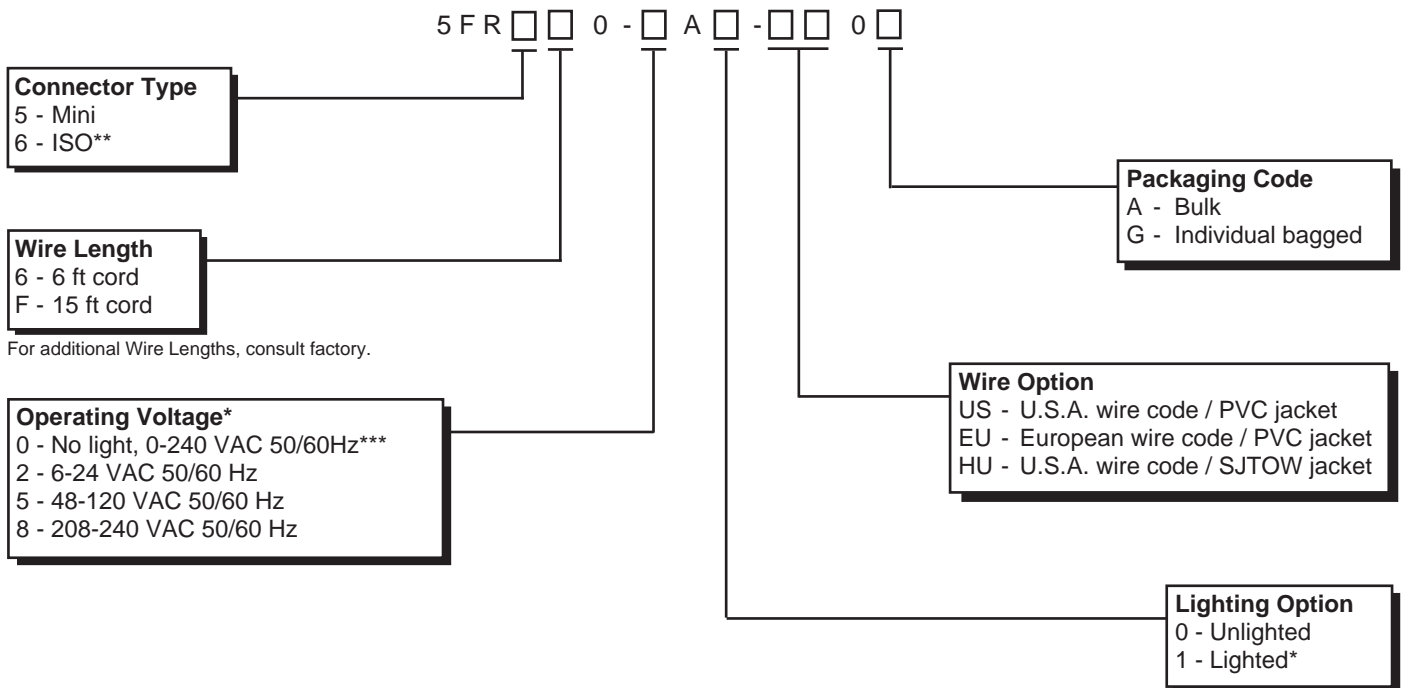 5 F R □ □ 0 - □ A □ - □ □ 0 □
Connector Type
5 - Mini
6 - ISO**
Wire Length
6 - 6 ft cord
F - 15 ft cord
For additional Wire Lengths, consult factory.
Operating Voltage*
0 - No light, 0-240 VAC 50/60Hz***
2 - 6-24 VAC 50/60 Hz
5 - 48-120 VAC 50/60 Hz
8 - 208-240 VAC 50/60 Hz
Packaging Code
A - Bulk
G - Individual bagged
Wire Option
US - U.S.A. wire code / PVC jacket
EU - European wire code / PVC jacket
HU - U.S.A. wire code / SJTOW jacket
Lighting Option
0 - Unlighted
1 - Lighted*